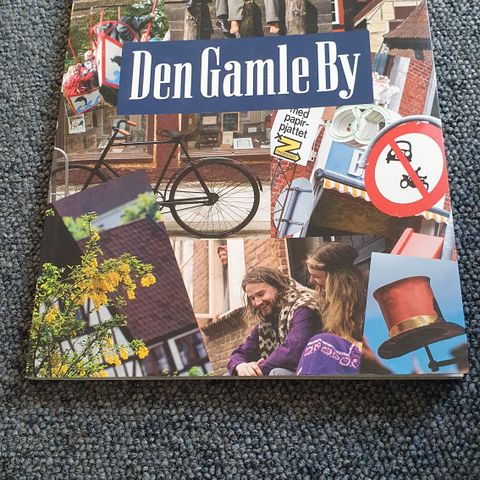 Den Gamle By
med
papir-
pjattet